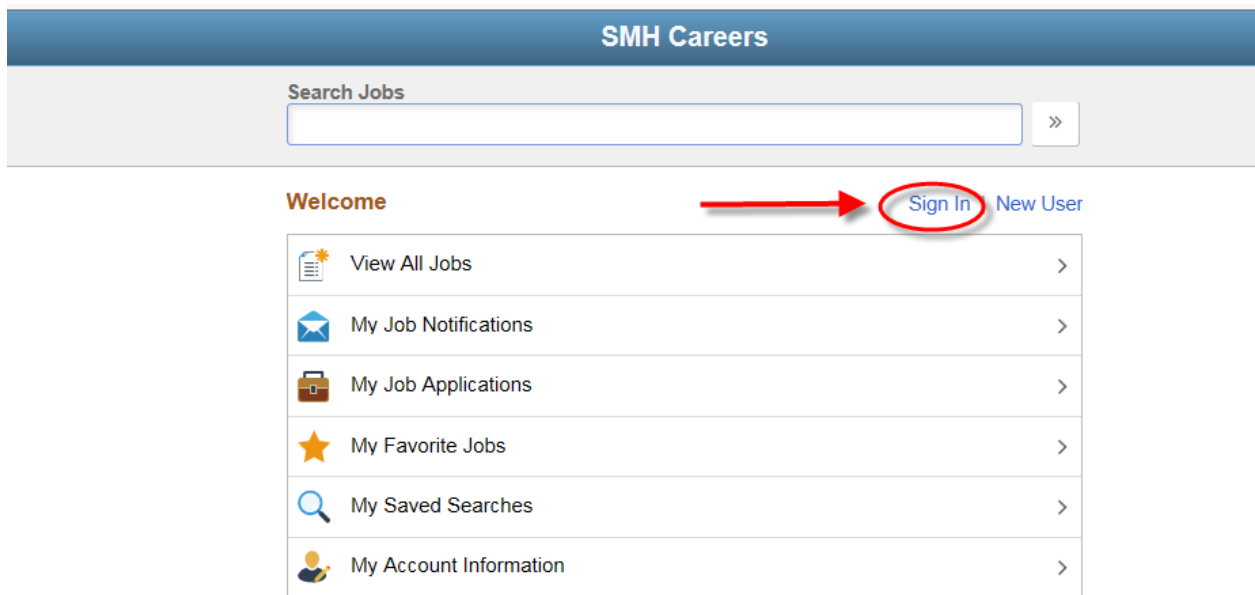 SMH Careers
Search Jobs
»
Welcome
Sign In | New User
View All Jobs
My Job Notifications
My Job Applications
My Favorite Jobs
My Saved Searches
My Account Information